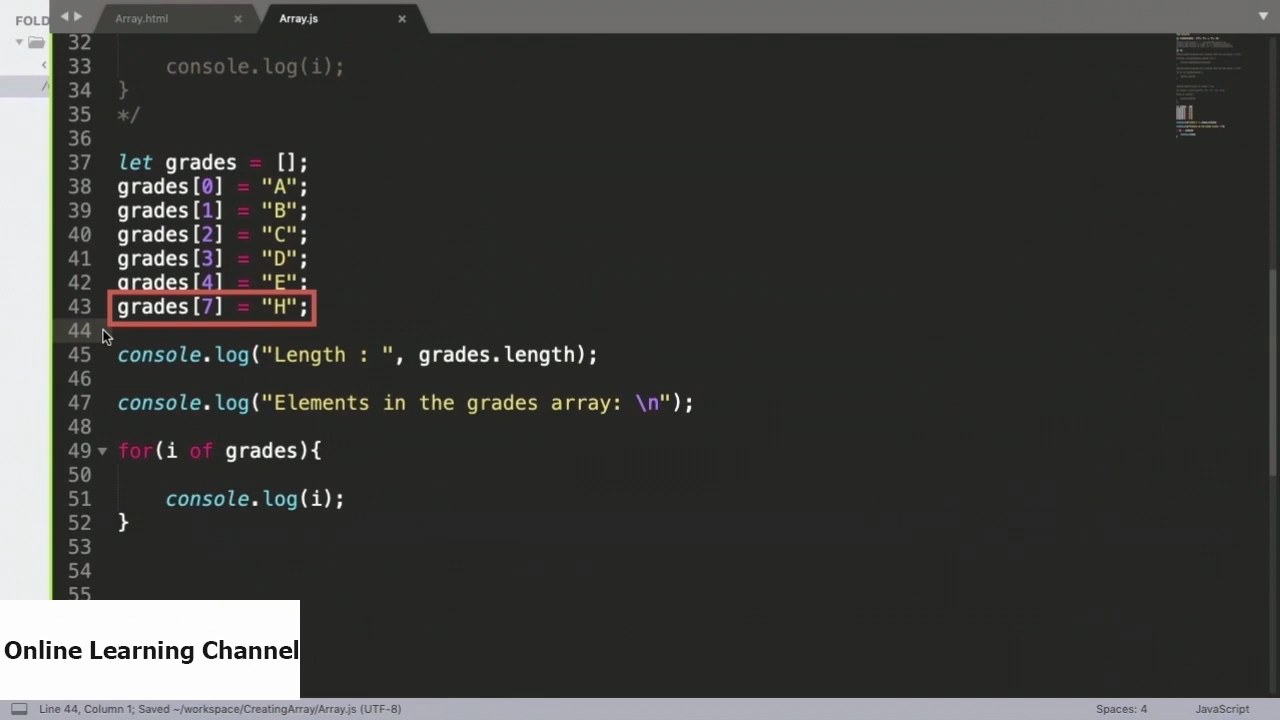 FOLD
Array.html ×
Array.js ×
32
33 console.log(i);
34 }
35 */
36
37 let grades = [];
38 grades[0] = "A";
39 grades[1] = "B";
40 grades[2] = "C";
41 grades[3] = "D";
42 grades[4] = "E";
43 grades[7] = "H";
44
45 console.log("Length : ", grades.length);
46
47 console.log("Elements in the grades array: \n");
48
49 for(i of grades){
50
51 console.log(i);
52 }
53
54
55
Online Learning Channel
Line 44, Column 1; Saved ~/workspace/CreatingArray/Array.js (UTF-8)
Spaces: 4
JavaScript